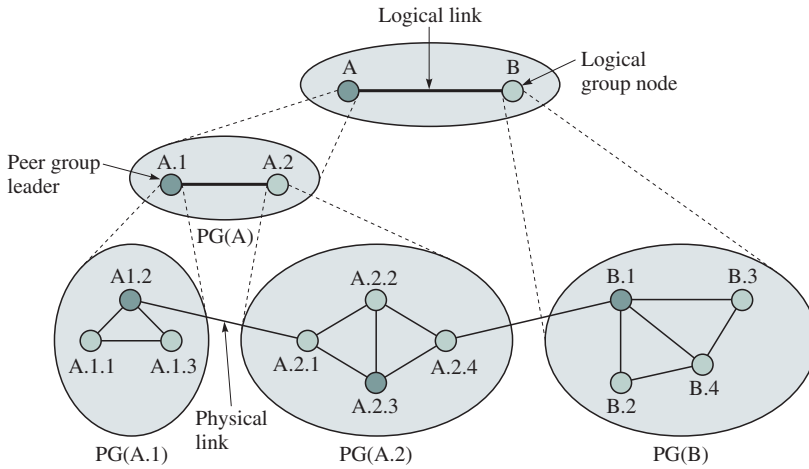 Logical link
A
B
Logical
group node
Peer group
leader
A.1
A.2
PG(A)
A1.2
A.1.1
A.1.3
A.2.2
A.2.1
A.2.4
A.2.3
B.1
B.3
B.2
B.4
Physical
link
PG(A.1)
PG(A.2)
PG(B)